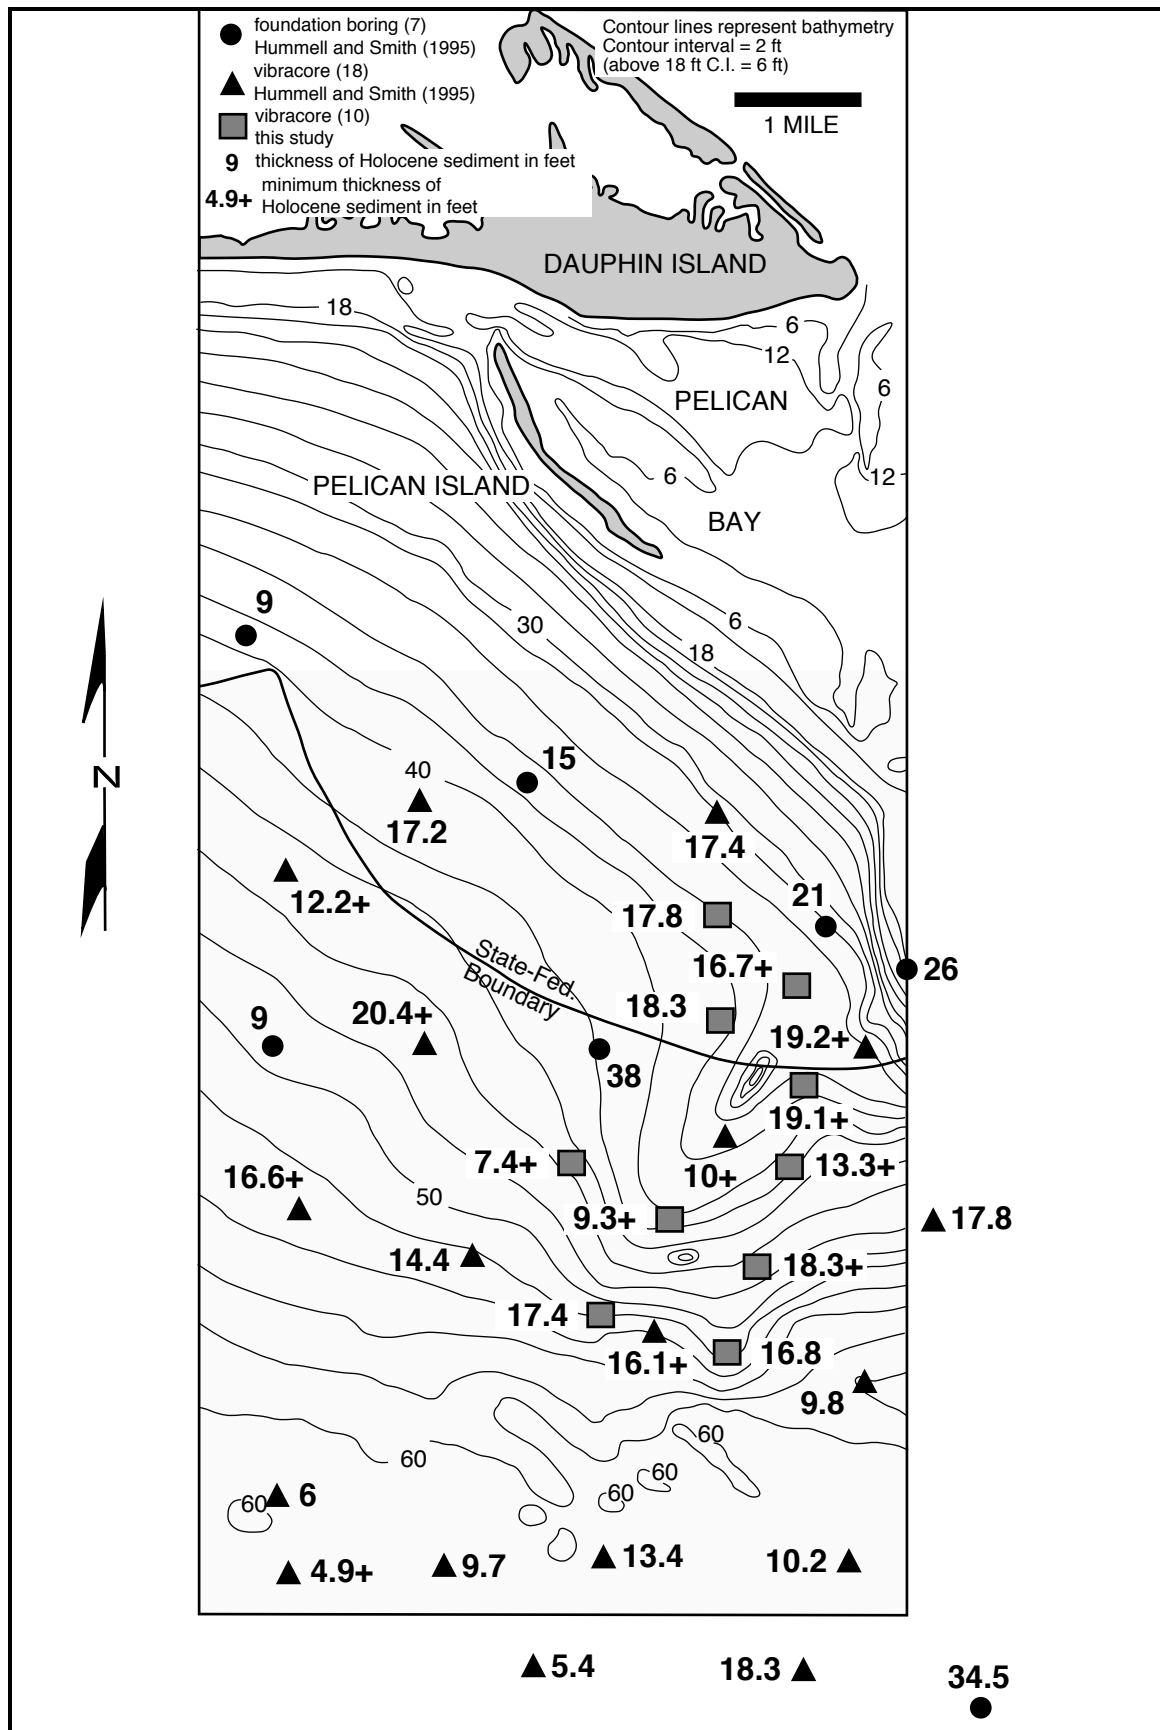 foundation boring (7)
Hummell and Smith (1995)
vibracore (18)
Hummell and Smith (1995)
vibracore (10)
this study
9 thickness of Holocene sediment in feet
4.9+ minimum thickness of
Holocene sediment in feet
Contour lines represent bathymetry
Contour interval = 2 ft
(above 18 ft C.I. = 6 ft)
1 MILE
DAUPHIN ISLAND
18
6
12
6
PELICAN
6
12
PELICAN ISLAND
BAY
9
30
6
18
N
15
40
17.2
17.4
12.2+
21
17.8
State-Fed.
Boundary
16.7+
26
18.3
20.4+
9
19.2+
38
19.1+
7.4+
10+
13.3+
16.6+
50
9.3+
17.8
14.4
18.3+
17.4
16.1+
16.8
9.8
60
60
60
60
60
6
4.9+
9.7
13.4
10.2
5.4
18.3
34.5